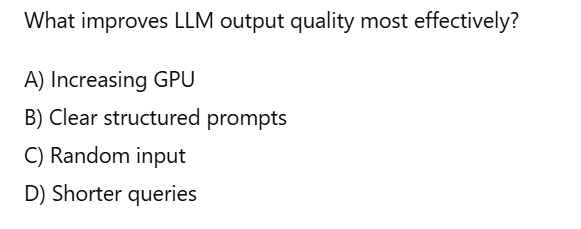 What improves LLM output quality most effectively?
A) Increasing GPU
B) Clear structured prompts
C) Random input
D) Shorter queries